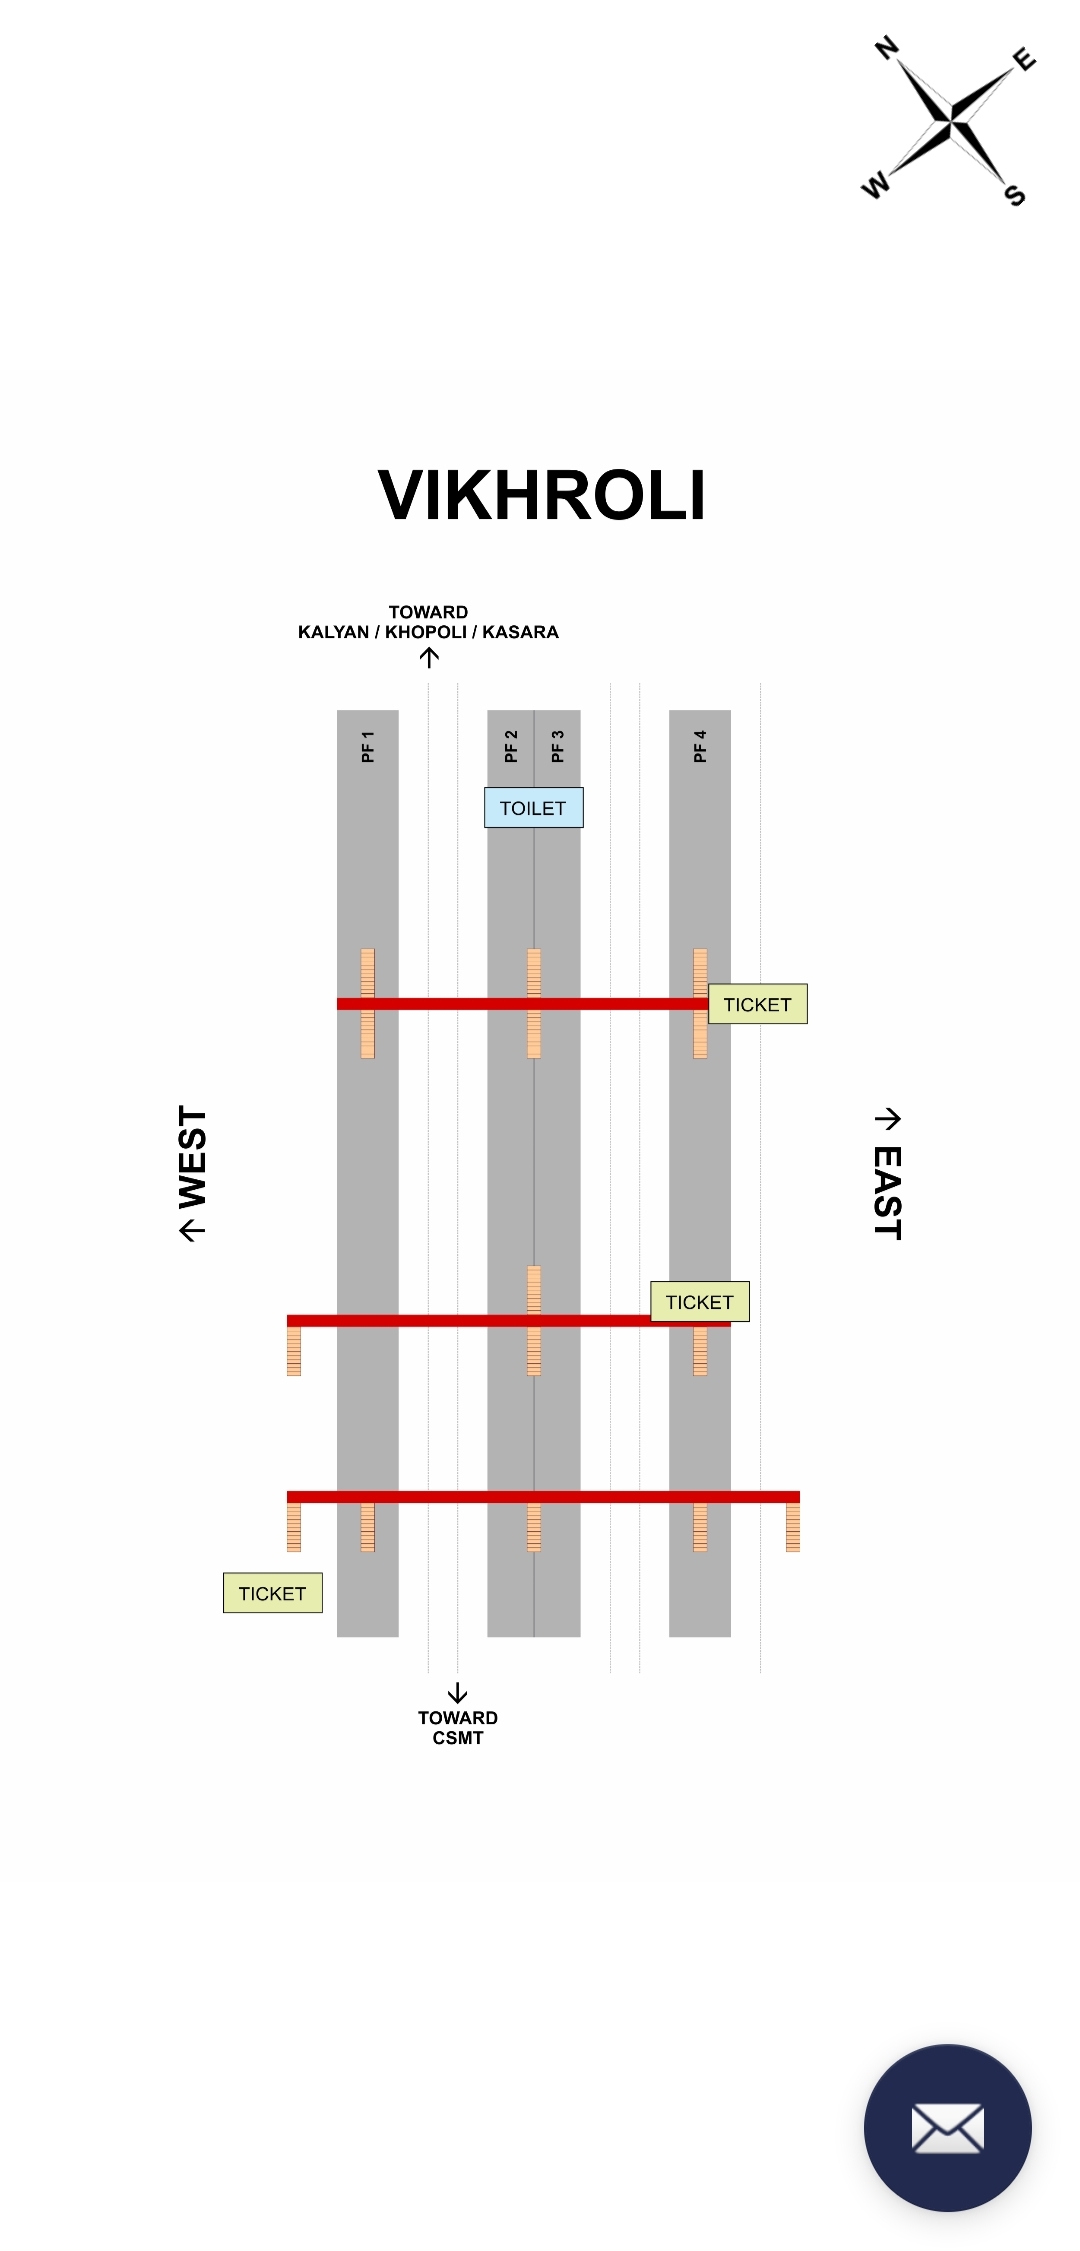 N
E
W
S
VIKHROLI
TOWARD
KALYAN / KHOPOLI / KASARA
↑
PF 1
PF 2
PF 3
PF 4
TOILET
TICKET
← WEST
→ EAST
TICKET
TICKET
↓
TOWARD
CSMT